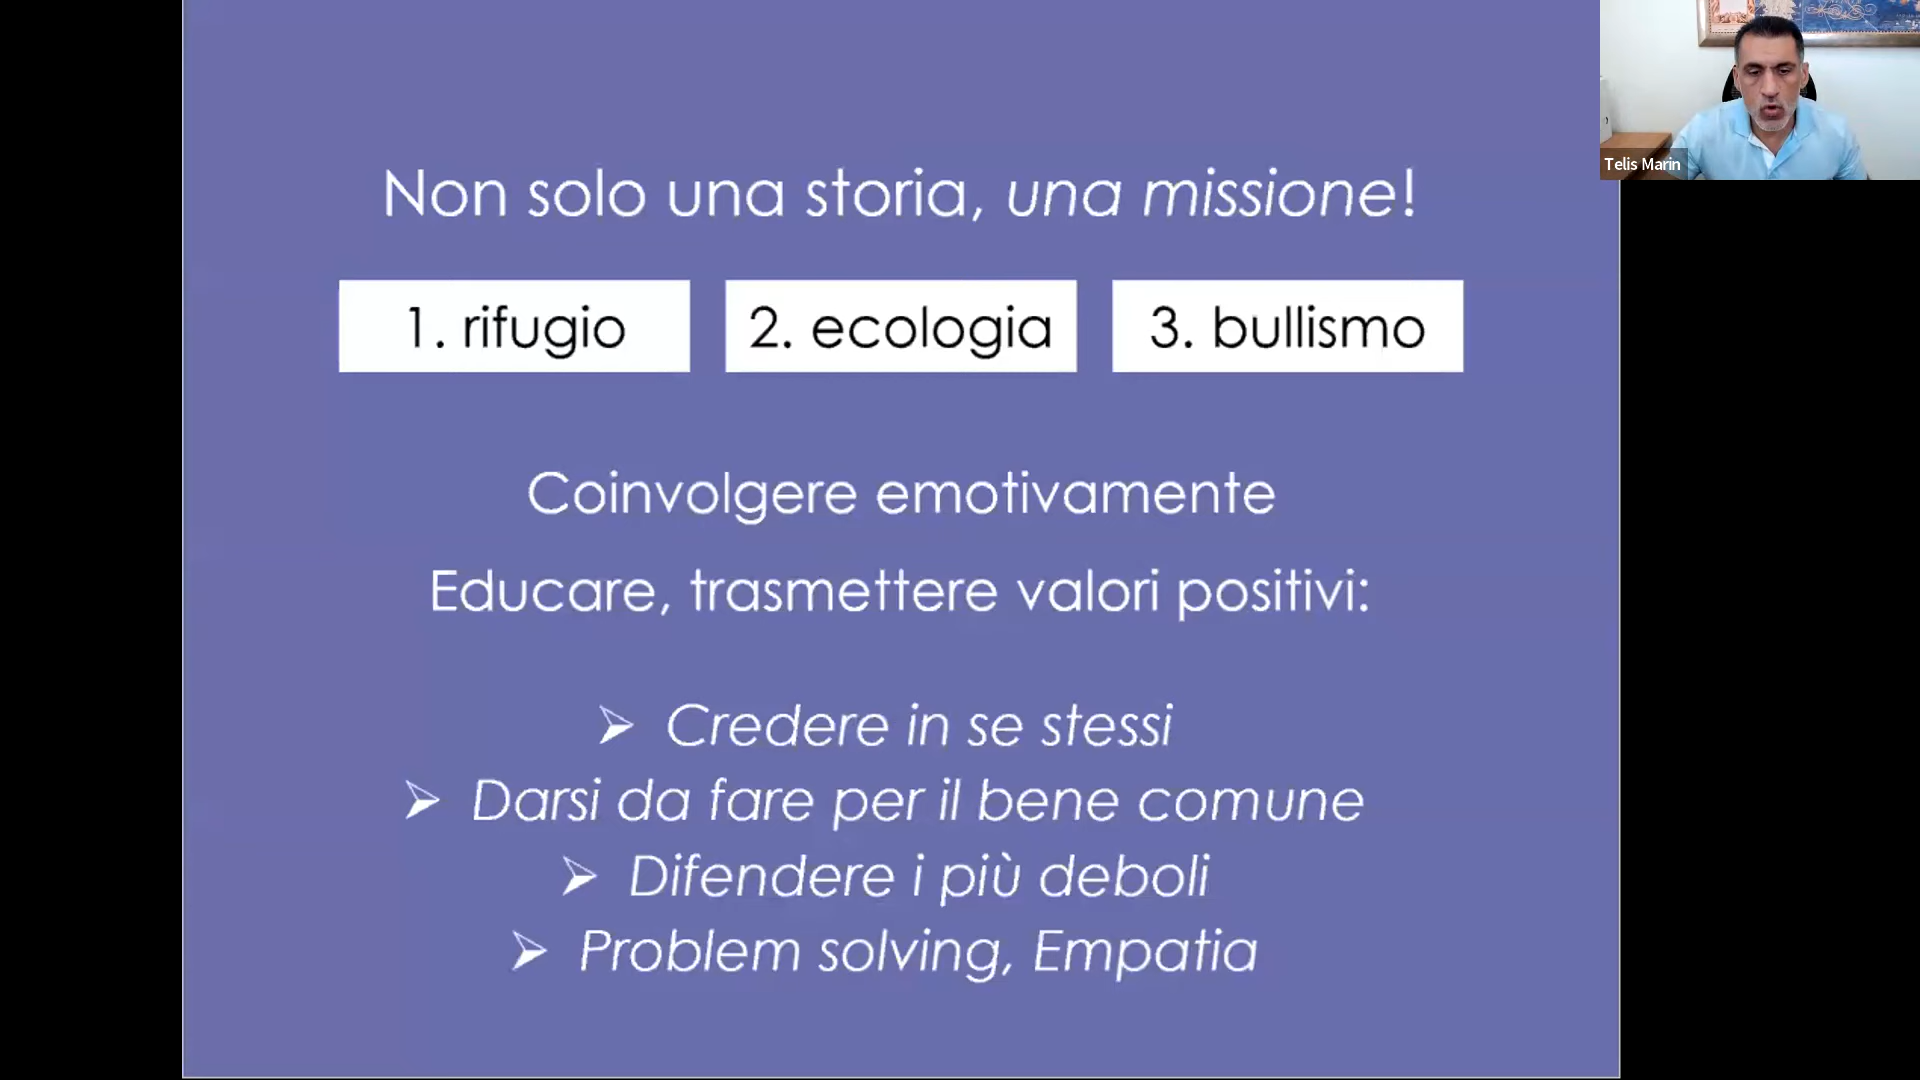 Non solo una storia, una missione!
1. rifugio
2. ecologia
3. bullismo
Coinvolgere emotivamente
Educare, trasmettere valori positivi:
➢ Credere in se stessi
➢ Darsi da fare per il bene comune
➢ Difendere i più deboli
➢ Problem solving, Empatia
Telis Marin